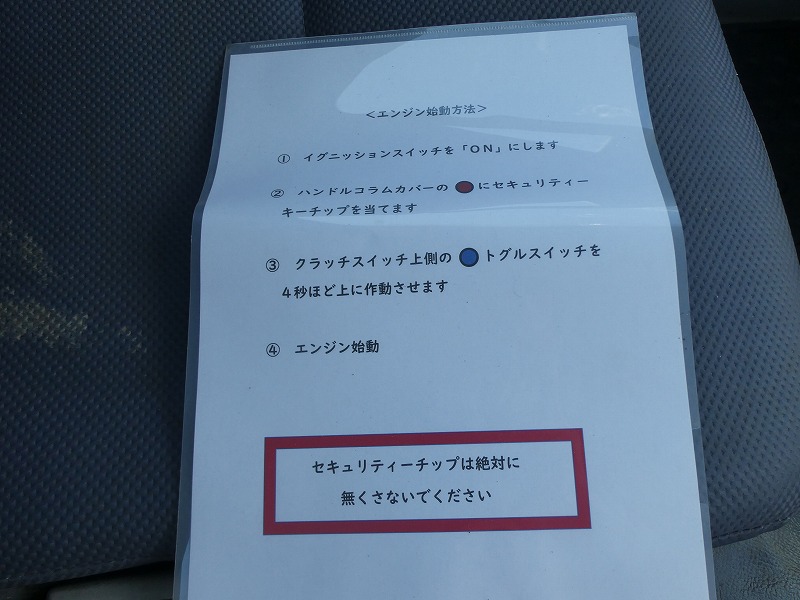 ＜エンジン始動方法＞
① イグニッションスイッチを「ON」にします
② ハンドルコラムカバーの にセキュリティー
キーチップを当てます
③ クラッチスイッチ上側の トグルスイッチを
４秒ほど上に作動させます
④ エンジン始動
セキュリティーチップは絶対に
無くさないでください